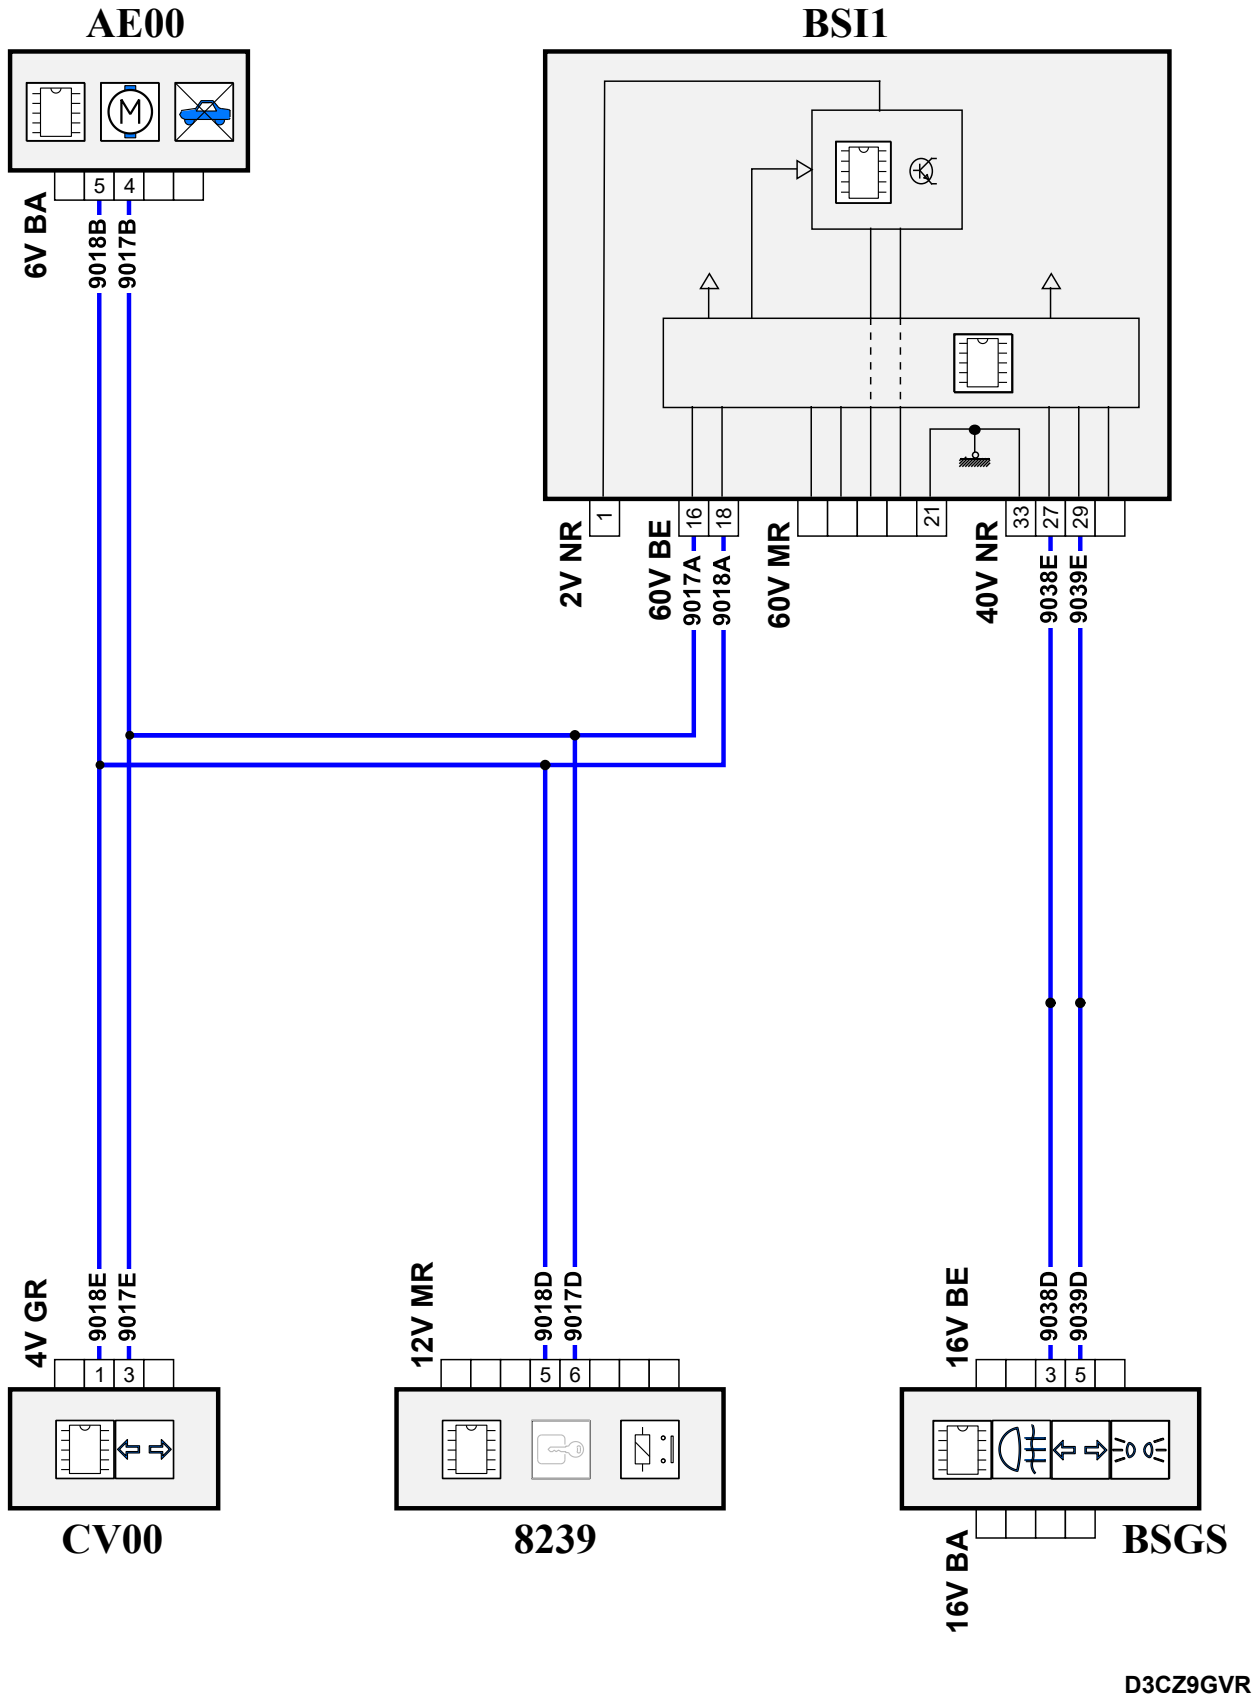 AE00
BSI1
M
5 4
6V BA
9018B
9017B
1
16
18
21
33
27
29
2V NR
60V BE
9017A
9018A
60V MR
40V NR
9038E
9039E
4V GR
9018E
9017E
12V MR
9018D
9017D
16V BE
9038D
9039D
1 3
5 6
3 5
CV00
8239
16V BA
BSGS
D3CZ9GVR